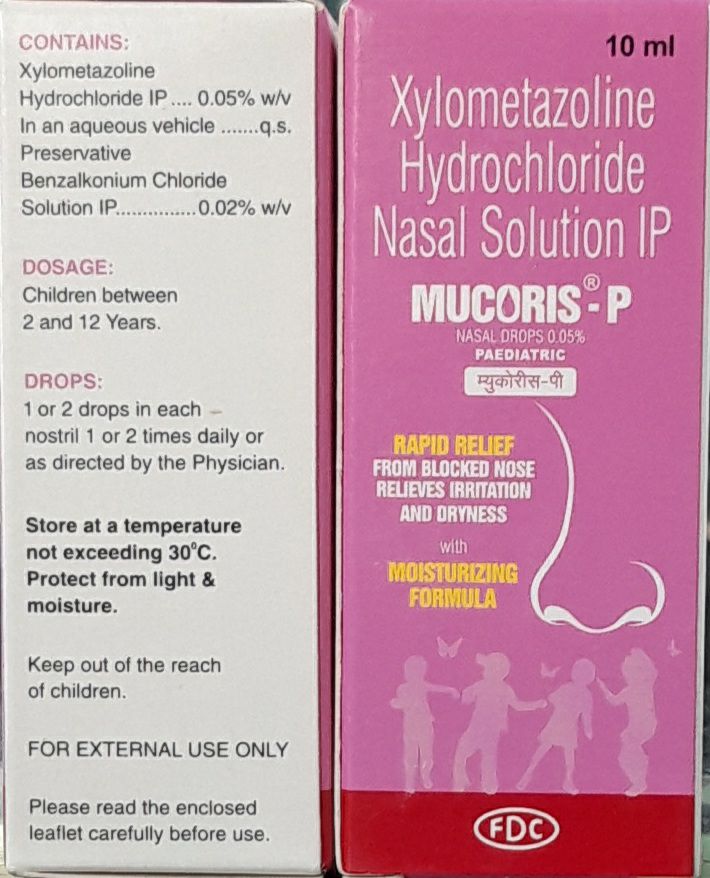 CONTAINS:
Xylometazoline
Hydrochloride IP .... 0.05% w/v
In an aqueous vehicle .......q.s.
Preservative
Benzalkonium Chloride
Solution IP...............0.02% w/v
DOSAGE:
Children between
2 and 12 Years.
DROPS:
1 or 2 drops in each
nostril 1 or 2 times daily or
as directed by the Physician.
Store at a temperature
not exceeding 30°C.
Protect from light &
moisture.
Keep out of the reach
of children.
FOR EXTERNAL USE ONLY
Please read the enclosed
leaflet carefully before use.
10 ml
Xylometazoline
Hydrochloride
Nasal Solution IP
MUCORIS®-P
NASAL DROPS 0.05%
PAEDIATRIC
म्युकोरीस-पी
RAPID RELIEF
FROM BLOCKED NOSE
RELIEVES IRRITATION
AND DRYNESS
with
MOISTURIZING
FORMULA
FDC